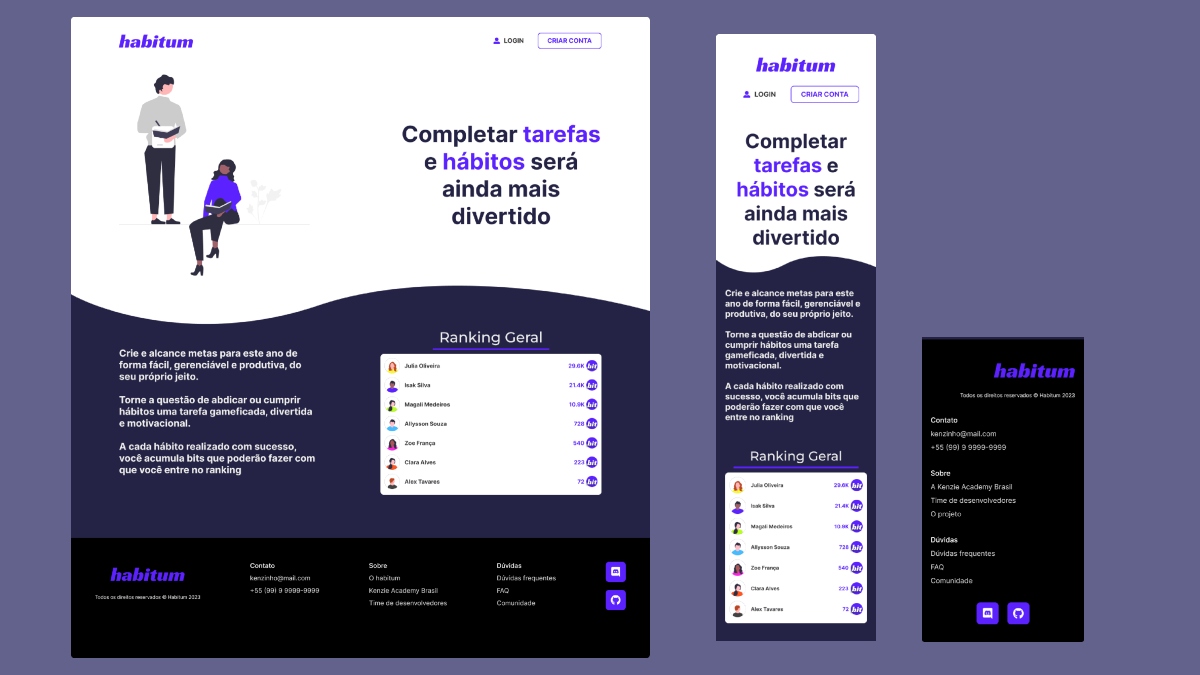 habitum
LOGIN
CRIAR CONTA
Completar tarefas
e hábitos será
ainda mais
divertido
Crie e alcance metas para este ano de
forma fácil, gerenciável e produtiva, do
seu próprio jeito.
Torne a questão de abdicar ou cumprir
hábitos uma tarefa gameficada, divertida
e motivacional.
A cada hábito realizado com sucesso,
você acumula bits que poderão fazer com
que você entre no ranking
Ranking Geral
Julia Oliveira 29.6K bit
Isak Silva 21.4K bit
Magali Medeiros 10.9K bit
Allysson Souza 728 bit
Zoe França 540 bit
Clara Alves 223 bit
Alex Tavares 72 bit
habitum
Todos os direitos reservados © Habitum 2023
Contato
kenzinho@mail.com
+55 (99) 9 9999-9999
Sobre
O habitum
Kenzie Academy Brasil
Time de desenvolvedores
Dúvidas
Dúvidas frequentes
FAQ
Comunidade
habitum
LOGIN
CRIAR CONTA
Completar
tarefas e
hábitos será
ainda mais
divertido
Crie e alcance metas para este
ano de forma fácil, gerenciável e
produtiva, do seu próprio jeito.
Torne a questão de abdicar ou
cumprir hábitos uma tarefa
gameficada, divertida e
motivacional.
A cada hábito realizado com
sucesso, você acumula bits que
poderão fazer com que você
entre no ranking
Ranking Geral
Julia Oliveira 29.6K bit
Isak Silva 21.4K bit
Magali Medeiros 10.9K bit
Allysson Souza 728 bit
Zoe França 540 bit
Clara Alves 223 bit
Alex Tavares 72 bit
habitum
Todos os direitos reservados © Habitum 2023
Contato
kenzinho@mail.com
+55 (99) 9 9999-9999
Sobre
A Kenzie Academy Brasil
Time de desenvolvedores
O projeto
Dúvidas
Dúvidas frequentes
FAQ
Comunidade